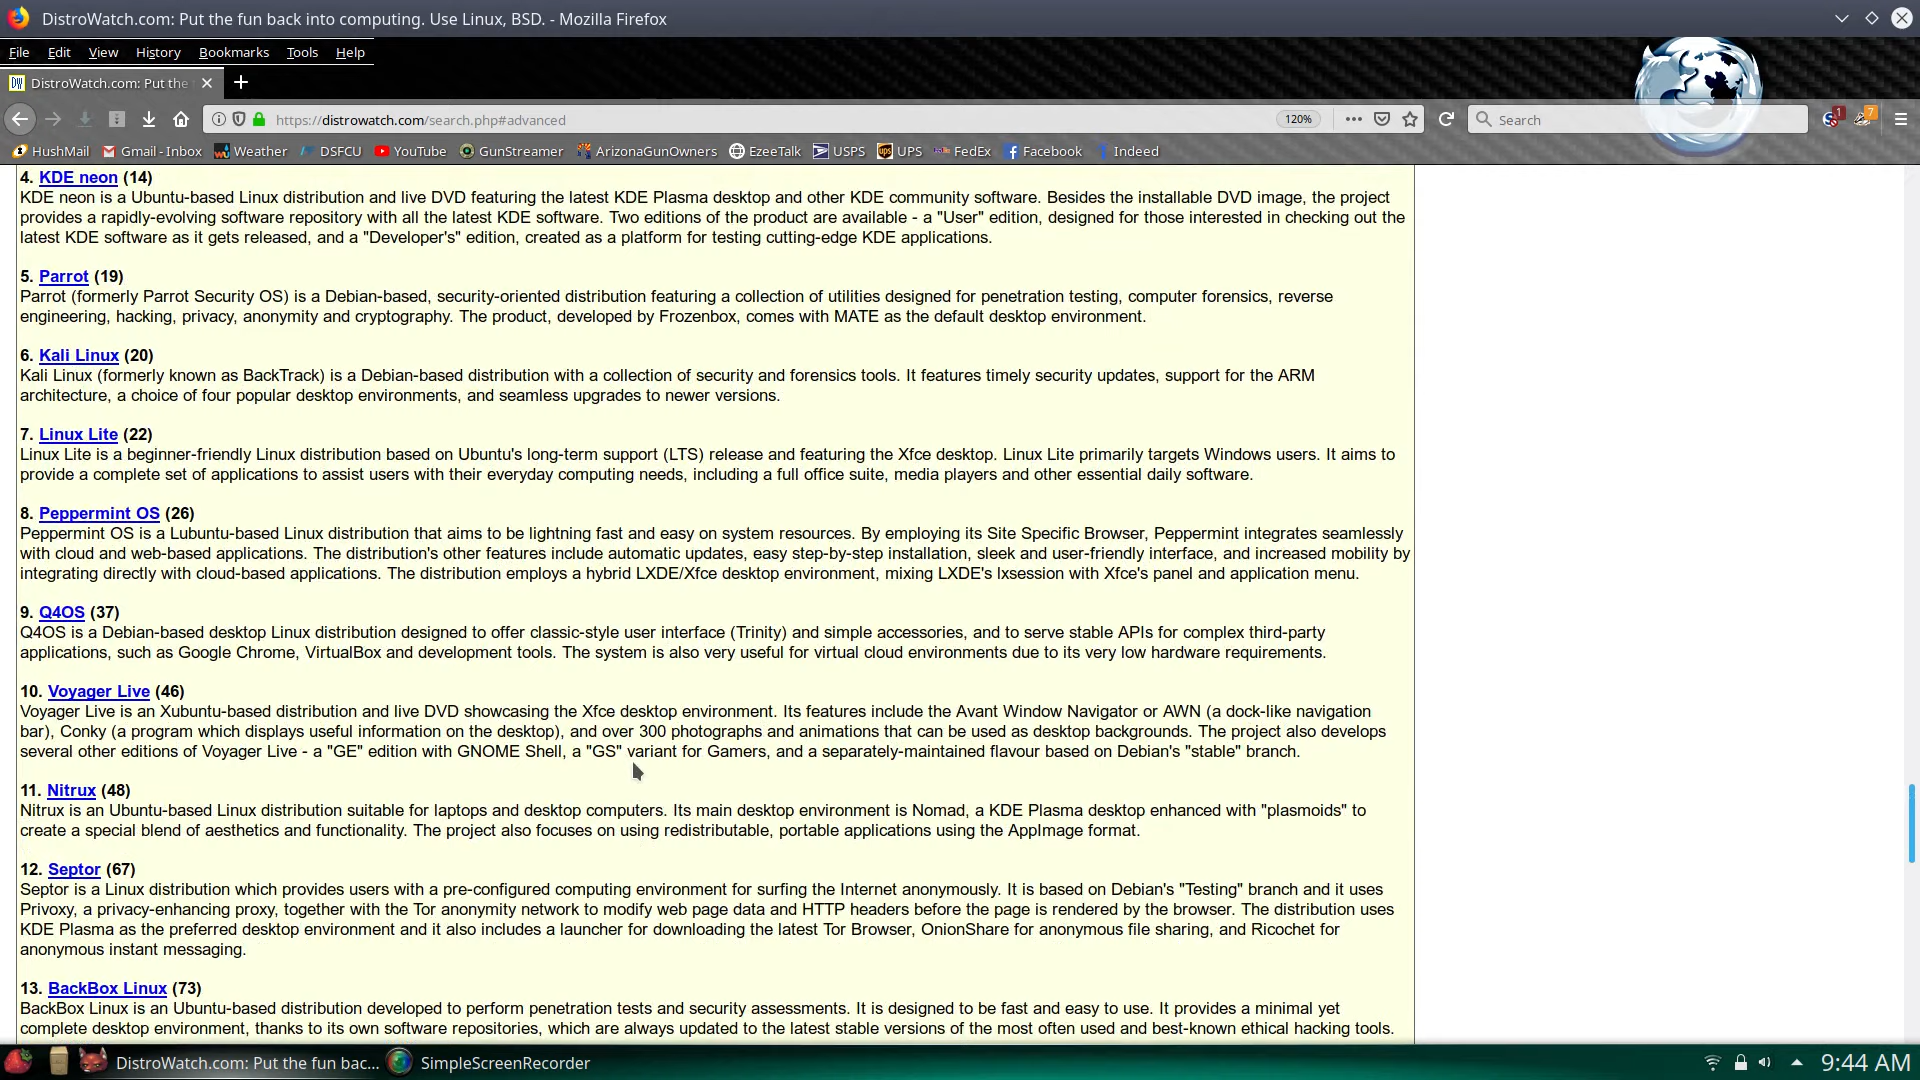 DistroWatch.com: Put the fun back into computing. Use Linux, BSD. - Mozilla Firefox
File Edit View History Bookmarks Tools Help
DW DistroWatch.com: Put the
https://distrowatch.com/search.php#advanced 120% Search 1 7
HushMail Gmail - Inbox Weather DSFCU YouTube GunStreamer ArizonaGunOwners EzeeTalk USPS UPS FedEx Facebook Indeed
4. KDE neon (14)
KDE neon is a Ubuntu-based Linux distribution and live DVD featuring the latest KDE Plasma desktop and other KDE community software. Besides the installable DVD image, the project
provides a rapidly-evolving software repository with all the latest KDE software. Two editions of the product are available - a "User" edition, designed for those interested in checking out the
latest KDE software as it gets released, and a "Developer's" edition, created as a platform for testing cutting-edge KDE applications.
5. Parrot (19)
Parrot (formerly Parrot Security OS) is a Debian-based, security-oriented distribution featuring a collection of utilities designed for penetration testing, computer forensics, reverse
engineering, hacking, privacy, anonymity and cryptography. The product, developed by Frozenbox, comes with MATE as the default desktop environment.
6. Kali Linux (20)
Kali Linux (formerly known as BackTrack) is a Debian-based distribution with a collection of security and forensics tools. It features timely security updates, support for the ARM
architecture, a choice of four popular desktop environments, and seamless upgrades to newer versions.
7. Linux Lite (22)
Linux Lite is a beginner-friendly Linux distribution based on Ubuntu's long-term support (LTS) release and featuring the Xfce desktop. Linux Lite primarily targets Windows users. It aims to
provide a complete set of applications to assist users with their everyday computing needs, including a full office suite, media players and other essential daily software.
8. Peppermint OS (26)
Peppermint OS is a Lubuntu-based Linux distribution that aims to be lightning fast and easy on system resources. By employing its Site Specific Browser, Peppermint integrates seamlessly
with cloud and web-based applications. The distribution's other features include automatic updates, easy step-by-step installation, sleek and user-friendly interface, and increased mobility by
integrating directly with cloud-based applications. The distribution employs a hybrid LXDE/Xfce desktop environment, mixing LXDE's lxsession with Xfce's panel and application menu.
9. Q4OS (37)
Q4OS is a Debian-based desktop Linux distribution designed to offer classic-style user interface (Trinity) and simple accessories, and to serve stable APIs for complex third-party
applications, such as Google Chrome, VirtualBox and development tools. The system is also very useful for virtual cloud environments due to its very low hardware requirements.
10. Voyager Live (46)
Voyager Live is an Xubuntu-based distribution and live DVD showcasing the Xfce desktop environment. Its features include the Avant Window Navigator or AWN (a dock-like navigation
bar), Conky (a program which displays useful information on the desktop), and over 300 photographs and animations that can be used as desktop backgrounds. The project also develops
several other editions of Voyager Live - a "GE" edition with GNOME Shell, a "GS" variant for Gamers, and a separately-maintained flavour based on Debian's "stable" branch.
11. Nitrux (48)
Nitrux is an Ubuntu-based Linux distribution suitable for laptops and desktop computers. Its main desktop environment is Nomad, a KDE Plasma desktop enhanced with "plasmoids" to
create a special blend of aesthetics and functionality. The project also focuses on using redistributable, portable applications using the AppImage format.
12. Septor (67)
Septor is a Linux distribution which provides users with a pre-configured computing environment for surfing the Internet anonymously. It is based on Debian's "Testing" branch and it uses
Privoxy, a privacy-enhancing proxy, together with the Tor anonymity network to modify web page data and HTTP headers before the page is rendered by the browser. The distribution uses
KDE Plasma as the preferred desktop environment and it also includes a launcher for downloading the latest Tor Browser, OnionShare for anonymous file sharing, and Ricochet for
anonymous instant messaging.
13. BackBox Linux (73)
BackBox Linux is an Ubuntu-based distribution developed to perform penetration tests and security assessments. It is designed to be fast and easy to use. It provides a minimal yet
complete desktop environment, thanks to its own software repositories, which are always updated to the latest stable versions of the most often used and best-known ethical hacking tools.
DistroWatch.com: Put the fun bac... SimpleScreenRecorder 9:44 AM